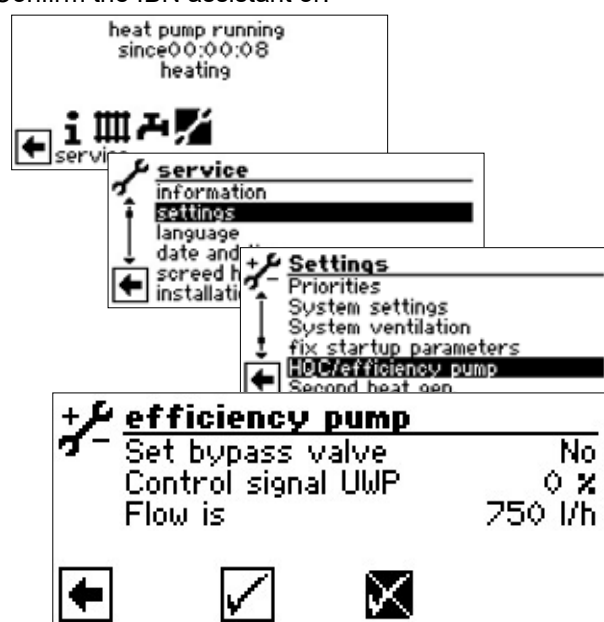 heat pump running
since00:00:08
heating
service
information
settings
language
date and
screed h
installati
Settings
Priorities
System settings
System ventilation
fix startup parameters
HQC/efficiency pump
Second heat gen
efficiency pump
Set bypass valve No
Control signal UWP 0 %
Flow is 750 l/h